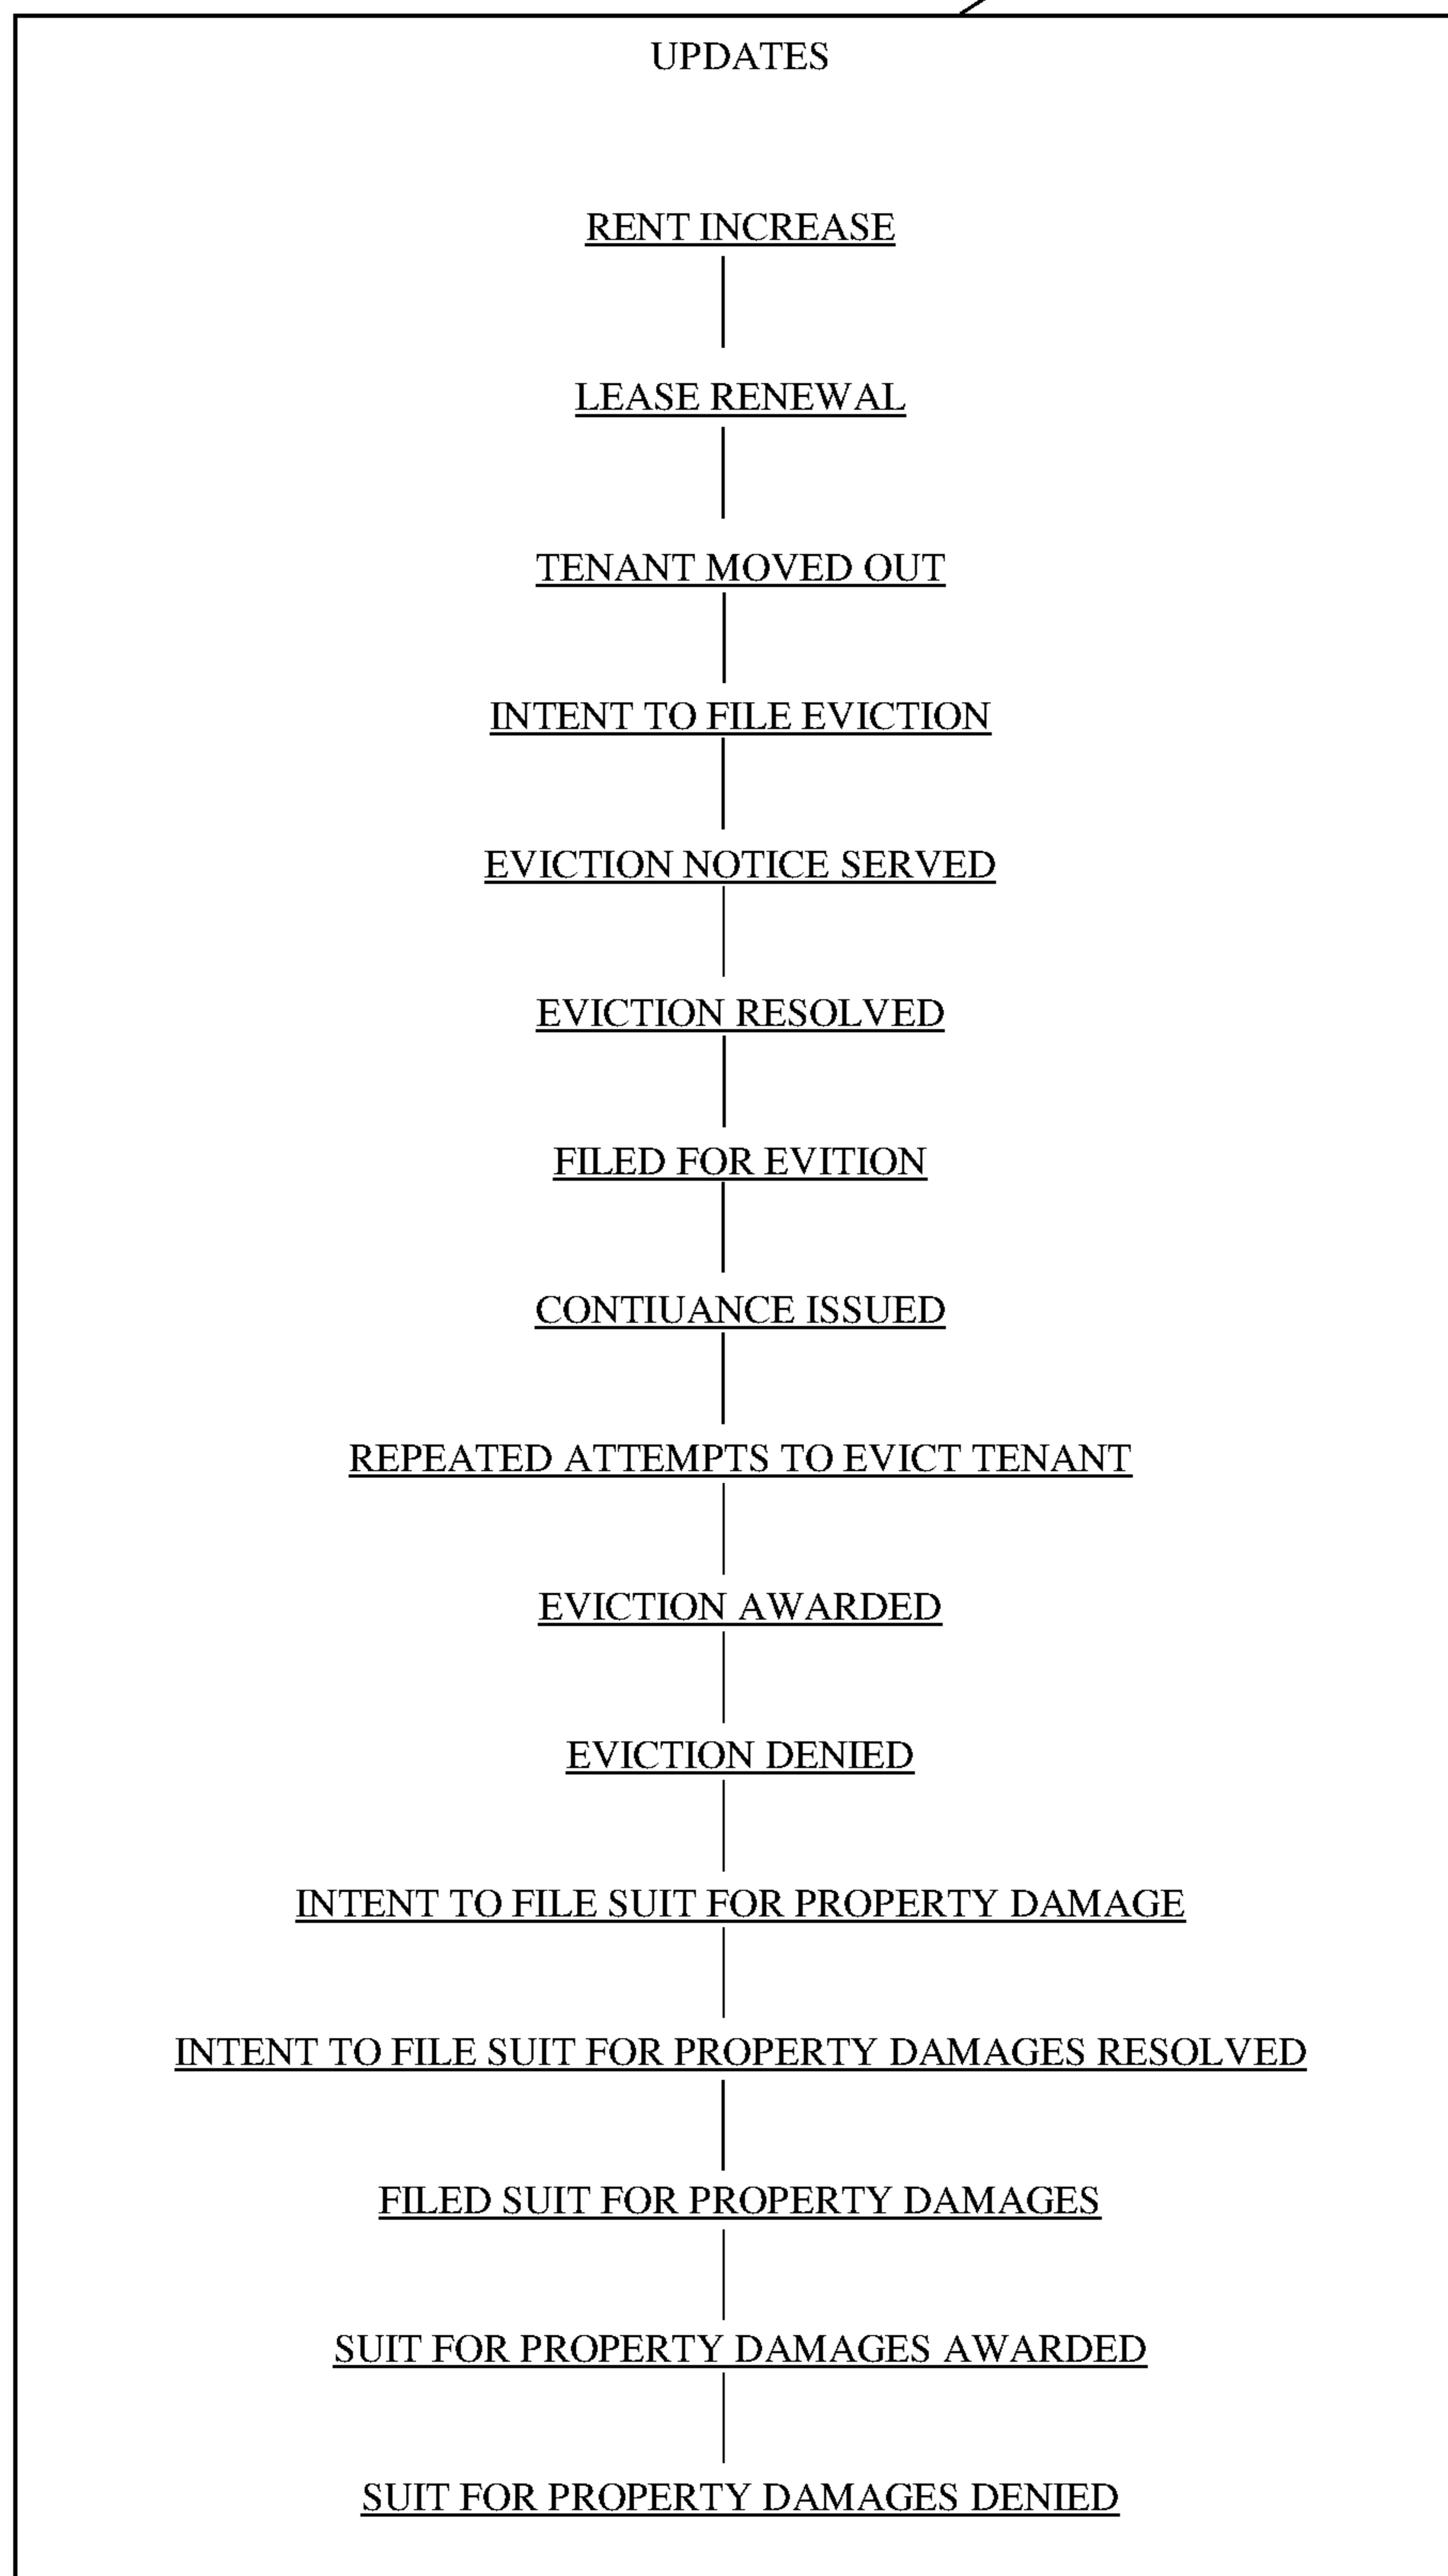 UPDATES
RENT INCREASE
LEASE RENEWAL
TENANT MOVED OUT
INTENT TO FILE EVICTION
EVICTION NOTICE SERVED
EVICTION RESOLVED
FILED FOR EVITION
CONTIUANCE ISSUED
REPEATED ATTEMPTS TO EVICT TENANT
EVICTION AWARDED
EVICTION DENIED
INTENT TO FILE SUIT FOR PROPERTY DAMAGE
INTENT TO FILE SUIT FOR PROPERTY DAMAGES RESOLVED
FILED SUIT FOR PROPERTY DAMAGES
SUIT FOR PROPERTY DAMAGES AWARDED
SUIT FOR PROPERTY DAMAGES DENIED